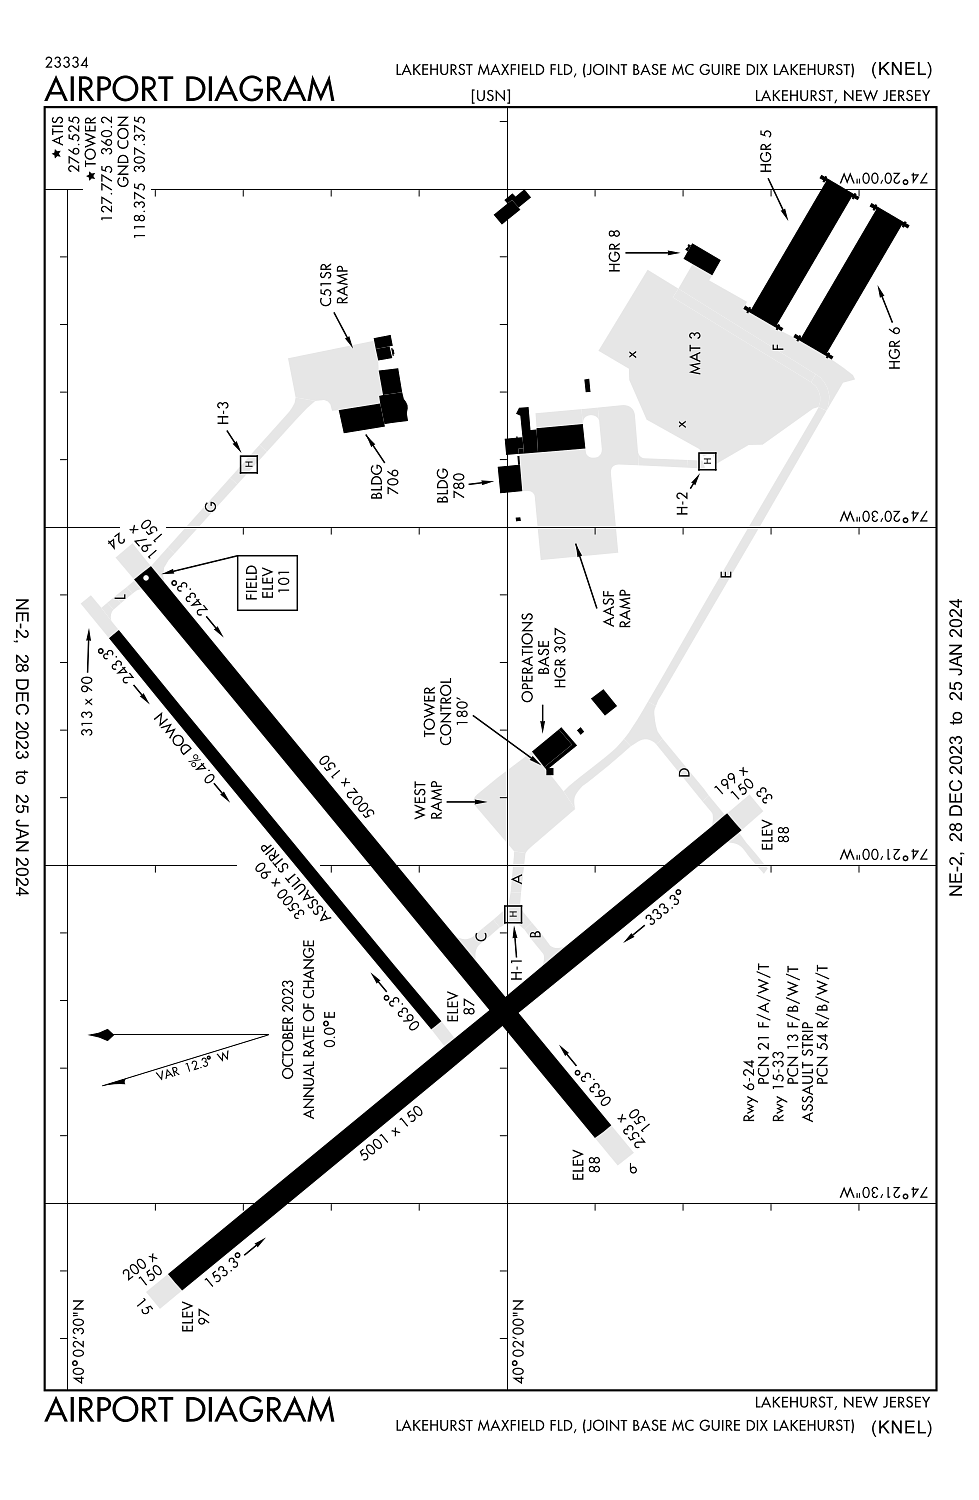 23334
AIRPORT DIAGRAM
LAKEHURST MAXFIELD FLD, (JOINT BASE MC GUIRE DIX LAKEHURST) (KNEL)
[USN]
LAKEHURST, NEW JERSEY
★ ATIS
276.525
★ TOWER
127.775 360.2
GND CON
118.375 307.375
HGR 5
74°20'00"W
HGR 8
C51SR
RAMP
HGR 6
MAT 3
F
x
x
H-3
H
BLDG
706
BLDG
780
H
H-2
G
74°20'30"W
197 x
150
24
FIELD
ELEV
101
243.3°
L
E
AASF
RAMP
243.3°
313 x 90
OPERATIONS
BASE
HGR 307
TOWER
CONTROL
180'
0.4% DOWN
5002 x 150
WEST
RAMP
D
199 x
150
33
ELEV
88
74°21'00"W
ASSAULT STRIP
3500 x 90
A
H
C
B
H-1
333.3°
063.3°
ELEV
87
OCTOBER 2023
ANNUAL RATE OF CHANGE
0.0°E
VAR 12.3° W
Rwy 6-24
PCN 21 F/A/W/T
Rwy 15-33
PCN 13 F/B/W/T
ASSAULT STRIP
PCN 54 R/B/W/T
063.3°
5001 x 150
253 x
150
6
ELEV
88
74°21'30"W
200 x
150
15
153.3°
ELEV
97
40°02'30"N
40°02'00"N
NE-2, 28 DEC 2023 to 25 JAN 2024
NE-2, 28 DEC 2023 to 25 JAN 2024
AIRPORT DIAGRAM
LAKEHURST, NEW JERSEY
LAKEHURST MAXFIELD FLD, (JOINT BASE MC GUIRE DIX LAKEHURST) (KNEL)